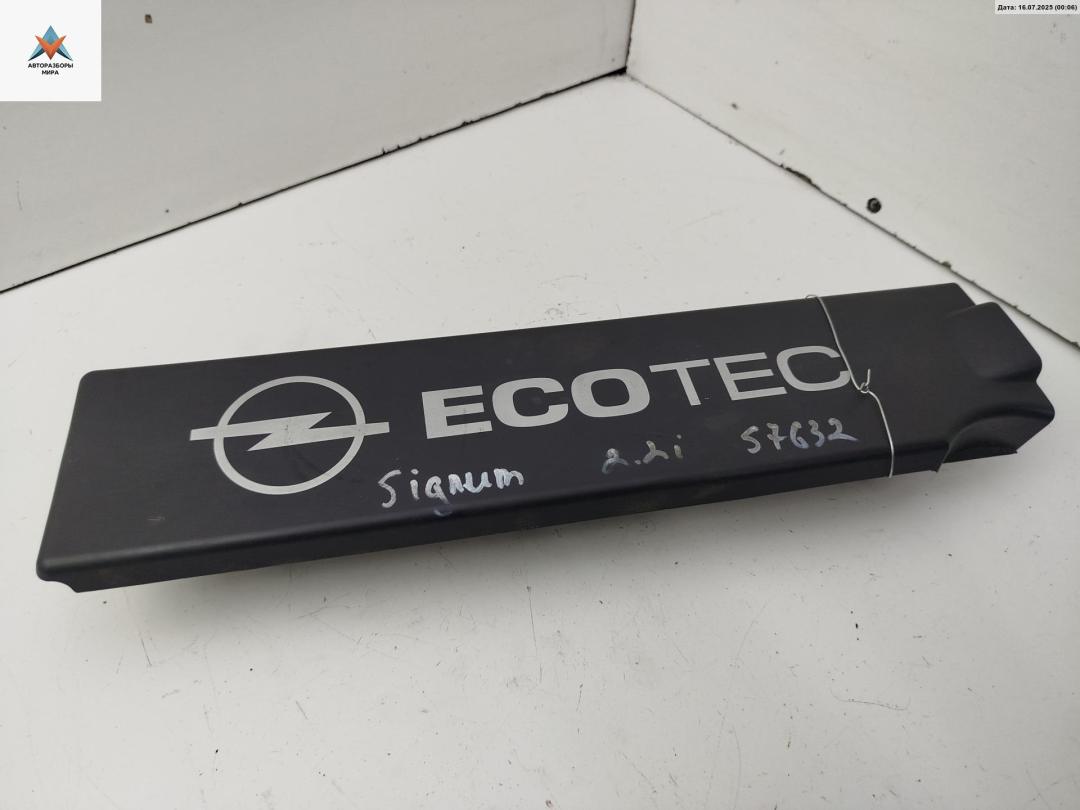 Дата: 16.07.2025 (00:06)
АВТОРАЗБОРЫ
МИРА
ECOTEC
Signum 2.2i 57632